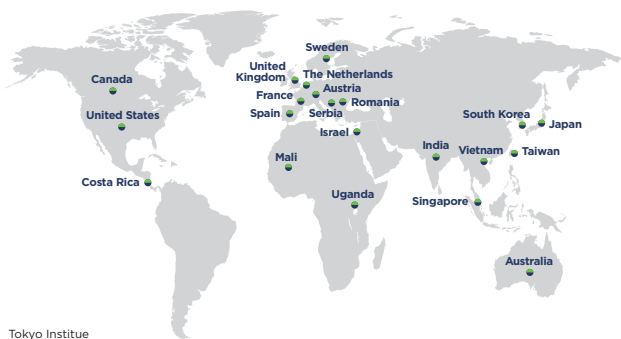 Sweden
United
Kingdom
The Netherlands
Canada
Austria
France
Romania
United States
Spain
Serbia
South Korea
Japan
Israel
India
Vietnam
Taiwan
Mali
Costa Rica
Uganda
Singapore
Australia
Tokyo Institue